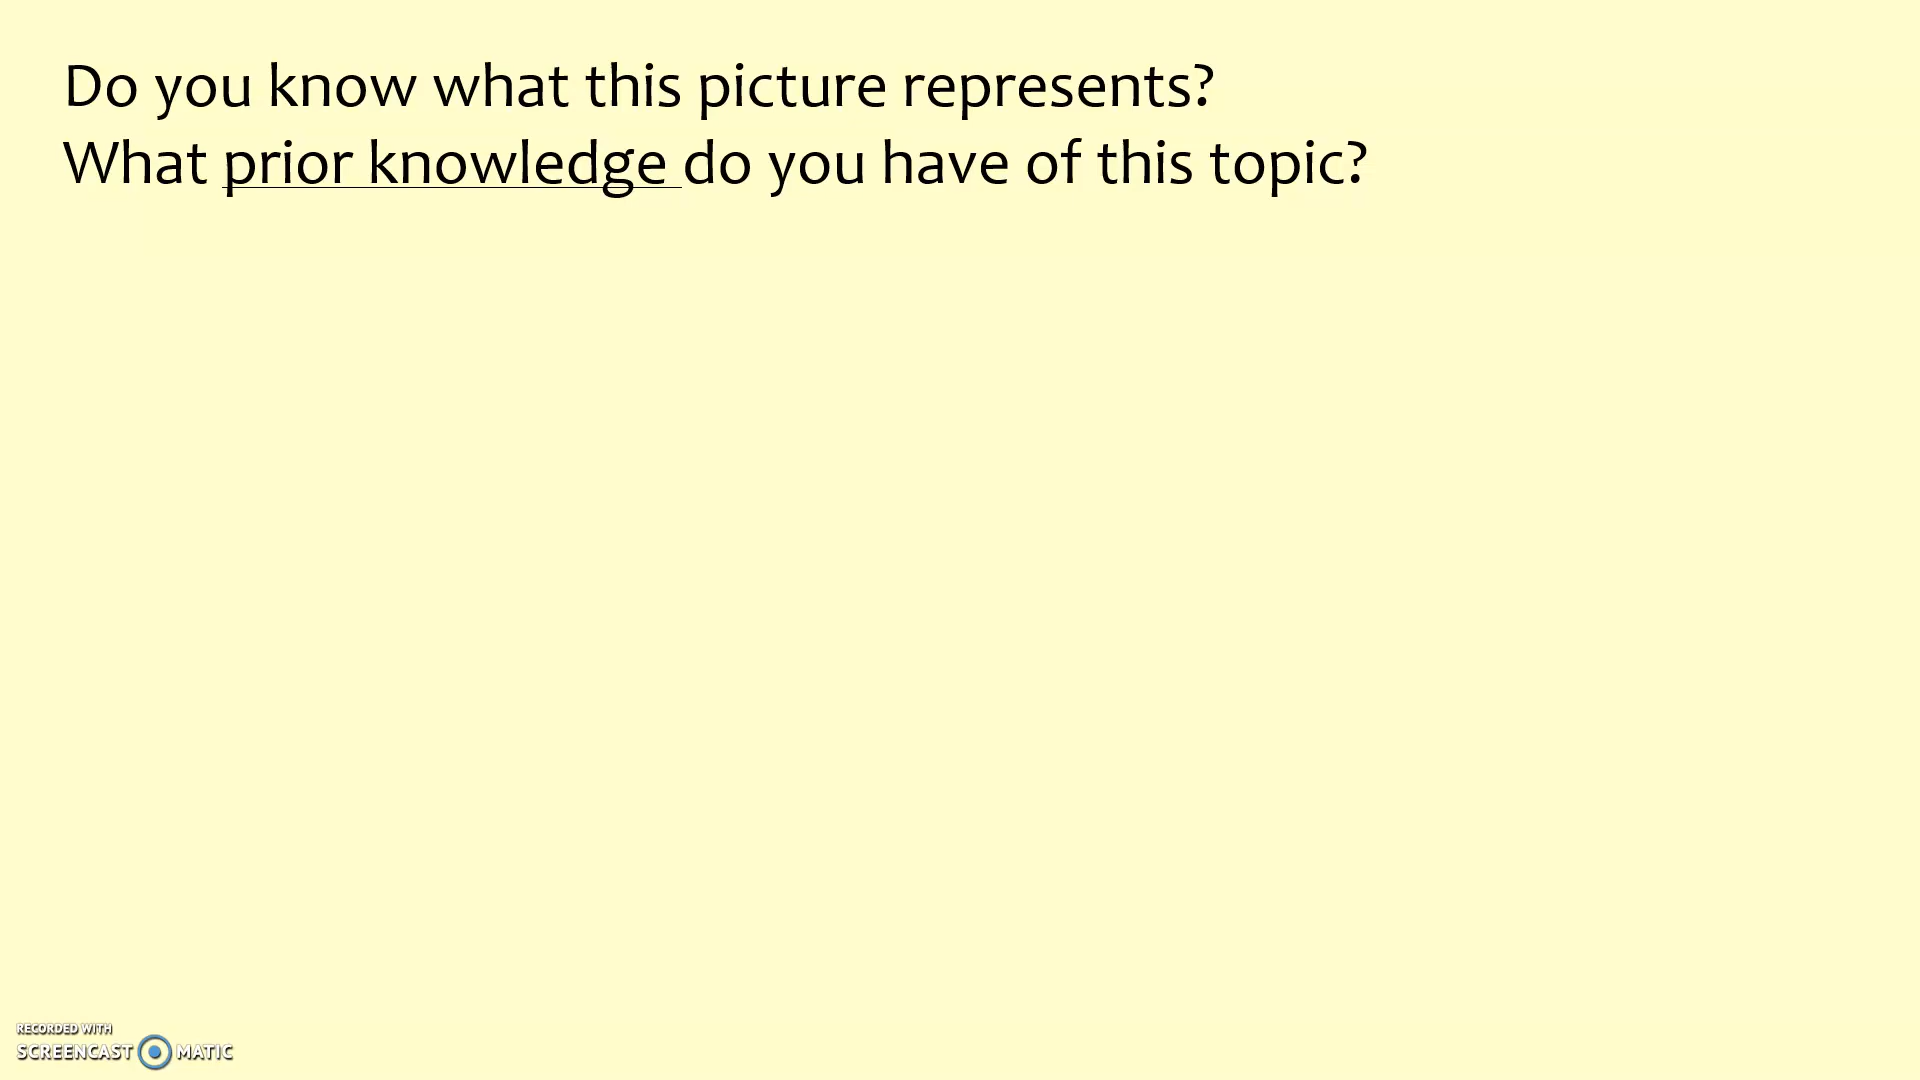 Do you know what this picture represents?
What prior knowledge do you have of this topic?
RECORDED WITH
SCREENCAST MATIC